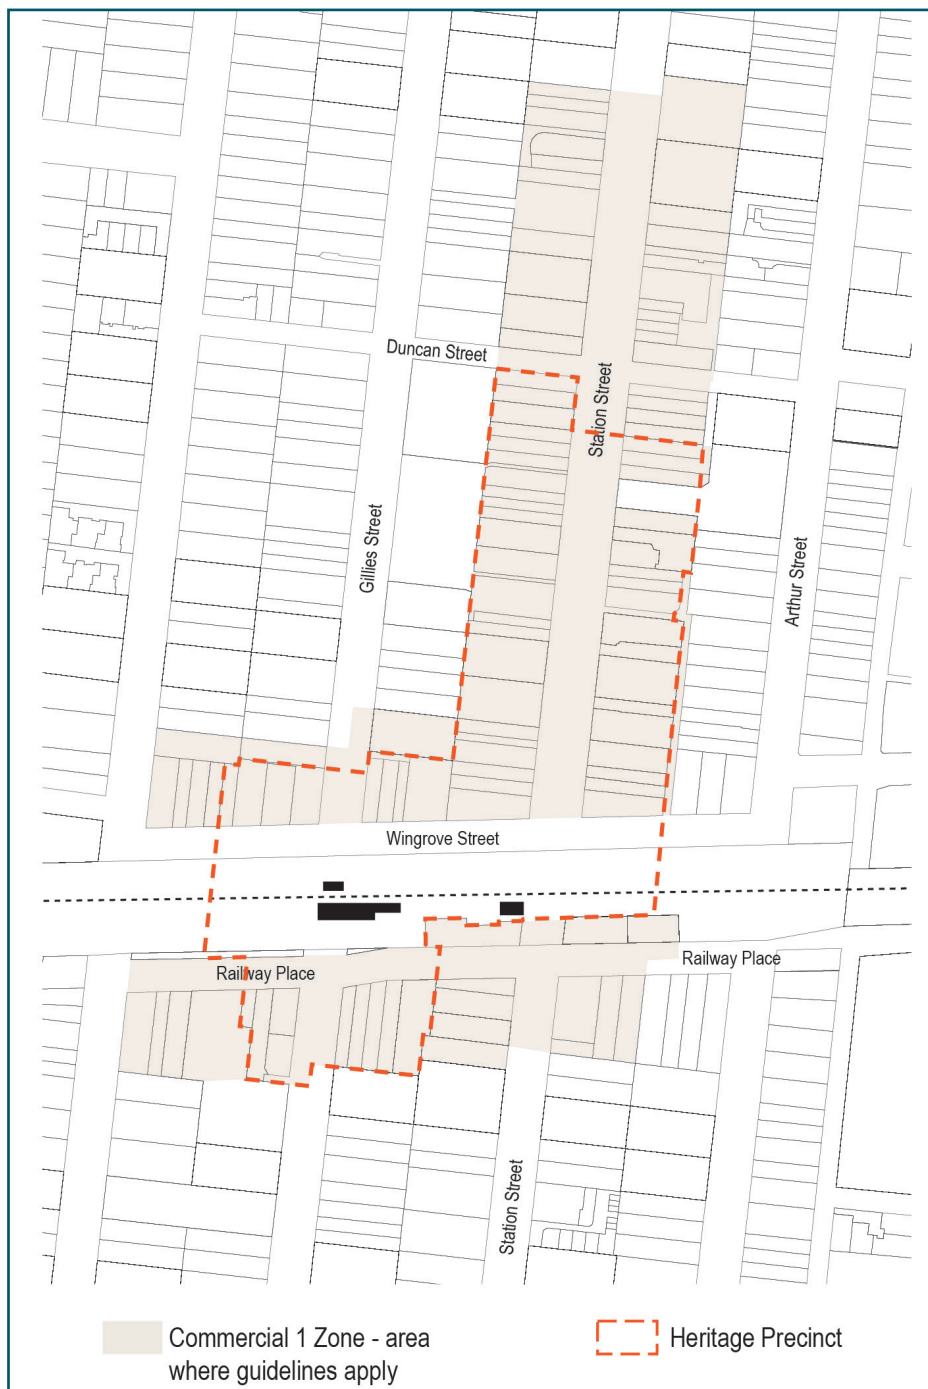 Duncan Street
Station Street
Gillies Street
Arthur Street
Wingrove Street
Railway Place
Railway Place
Station Street
Commercial 1 Zone - area
where guidelines apply
Heritage Precinct